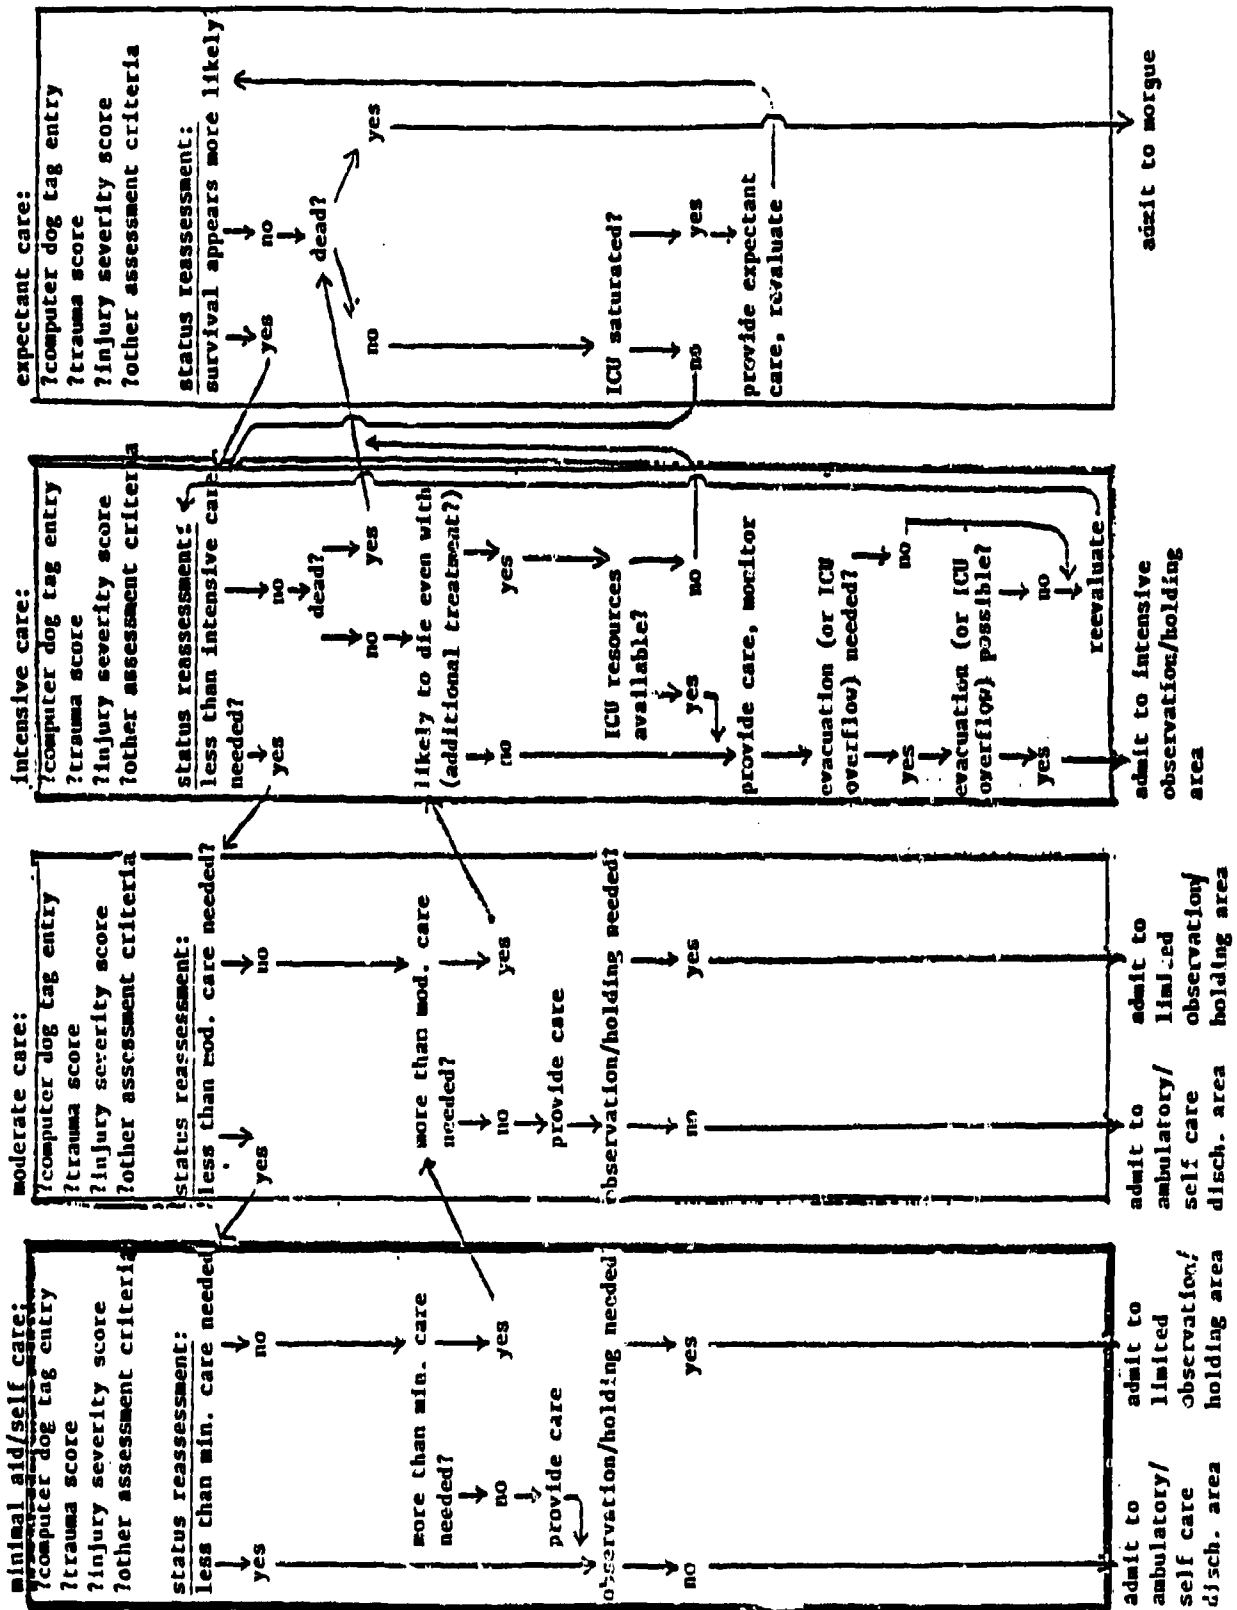 minimal aid/self care:
?computer dog tag entry
?trauma score
?injury severity score
?other assessment criteria
status reassessment:
less than min. care needed
yes
no
more than min. care
needed?
no
yes
provide care
observation/holding needed
no
yes
admit to
ambulatory/
self care
disch. area
admit to
limited
observation/
holding area
moderate care:
?computer dog tag entry
?trauma score
?injury severity score
?other assessment criteria
status reassessment:
less than mod. care needed?
yes
no
more than mod. care
needed?
no
yes
provide care
observation/holding needed?
no
yes
admit to
ambulatory/
self care
disch. area
admit to
limited
observation/
holding area
intensive care:
?computer dog tag entry
?trauma score
?injury severity score
?other assessment criteria
status reassessment:
less than intensive care
needed?
yes
no
dead?
no
yes
likely to die even with
(additional treatment?)
no
yes
ICU resources
available?
yes
no
provide care, monitor
evacuation (or ICU
overflow) needed?
yes
no
evacuation (or ICU
overflow) possible?
yes
no
reevaluate
admit to intensive
observation/holding
area
expectant care:
?computer dog tag entry
?trauma score
?injury severity score
?other assessment criteria
status reassessment:
survival appears more likely
yes
no
dead?
no
yes
ICU saturated?
no
yes
provide expectant
care, revaluate
admit to morgue